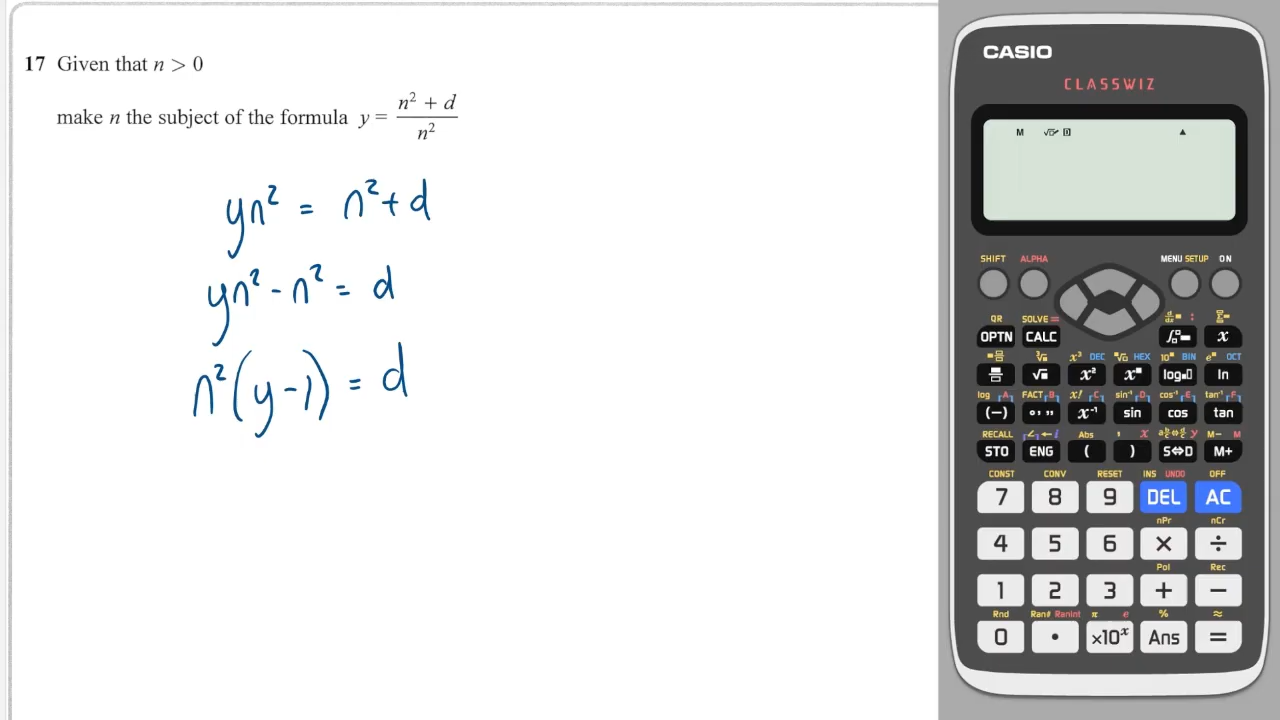 17 Given that n > 0
make n the subject of the formula y = (n² + d)/n²
yn² = n² + d
yn² - n² = d
n²(y - 1) = d
CASIO
CLASSWIZ
M √▫⁄ D ▲
SHIFT ALPHA MENU SETUP ON
QR SOLVE = d/dx= : Σ=
OPTN CALC ∫ x
³√ x³ DEC √ HEX 10 BIN e OCT
√ x² x log ln
log A FACT B x! C sin⁻¹ D cos⁻¹ E tan⁻¹ F
(−) ° ' " x⁻¹ sin cos tan
RECALL ∠ ← i Abs , x a b/c ⇔ d/c y M− M
STO ENG ( ) S⇔D M+
CONST CONV RESET INS UNDO OFF
7 8 9 DEL AC
nPr nCr
4 5 6 × ÷
Pol Rec
1 2 3 + −
Rnd Ran# RanInt π e % ≈
0 • ×10ˣ Ans =